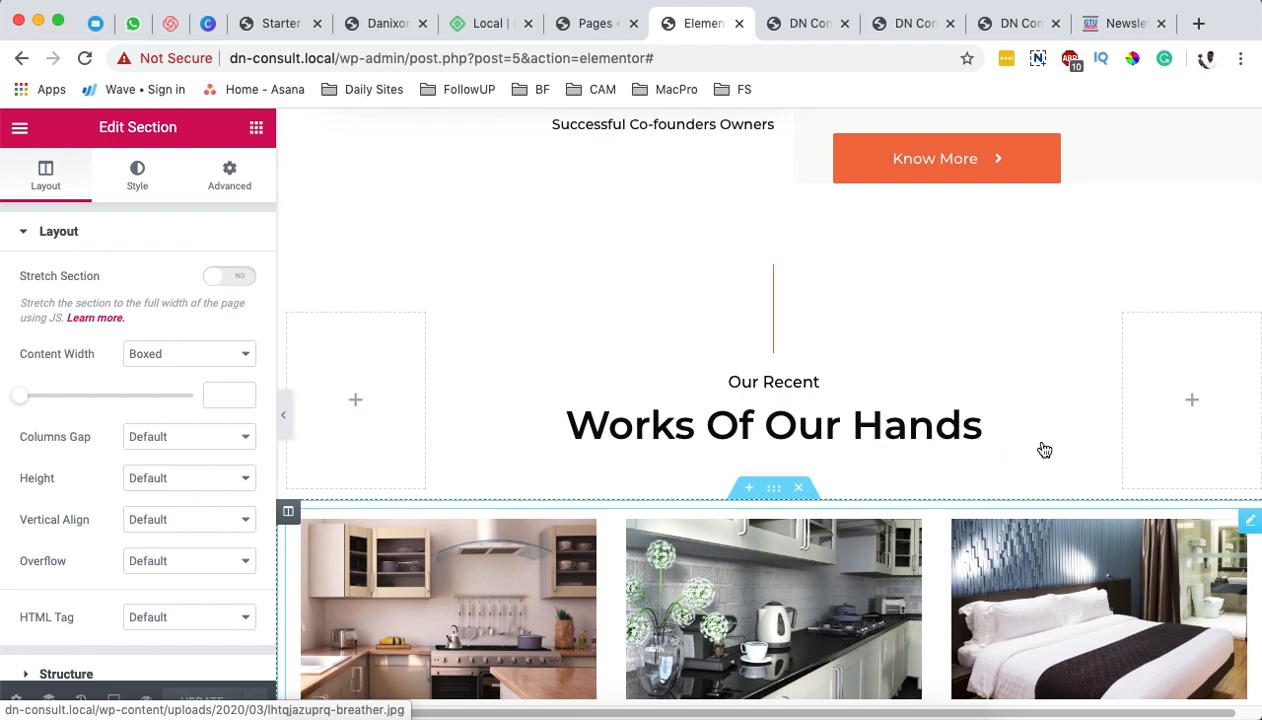 Starter
Danixor
Local |
Pages
Elemen
DN Con
DN Con
DN Con
Newsle
Not Secure
dn-consult.local/wp-admin/post.php?post=5&action=elementor#
10
IQ
Apps
Wave • Sign in
Home - Asana
Daily Sites
FollowUP
BF
CAM
MacPro
FS
Edit Section
Layout
Style
Advanced
Layout
Stretch Section
NO
Stretch the section to the full width of the page
using JS. Learn more.
Content Width
Boxed
Columns Gap
Default
Height
Default
Vertical Align
Default
Overflow
Default
HTML Tag
Default
Structure
Successful Co-founders Owners
Know More
Our Recent
Works Of Our Hands
dn-consult.local/wp-content/uploads/2020/03/lhtqjazuprq-breather.jpg